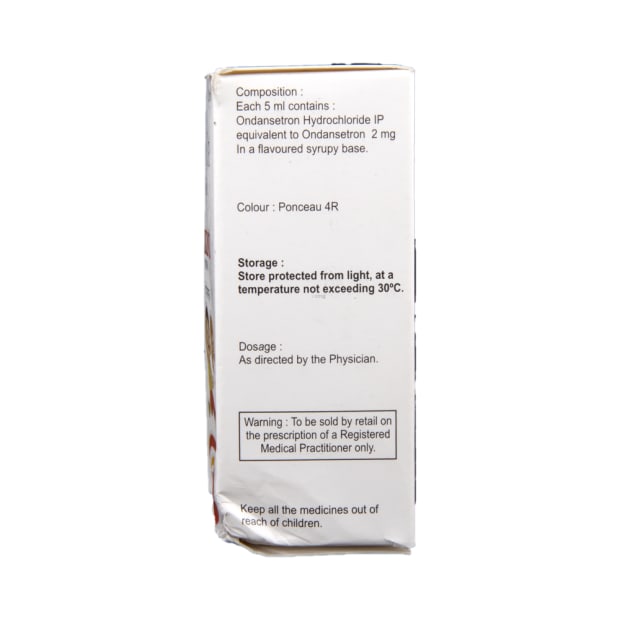 Composition :
Each 5 ml contains :
Ondansetron Hydrochloride IP
equivalent to Ondansetron 2 mg
In a flavoured syrupy base.
Colour : Ponceau 4R
Storage :
Store protected from light, at a
temperature not exceeding 30ºC.
Dosage :
As directed by the Physician.
Warning : To be sold by retail on
the prescription of a Registered
Medical Practitioner only.
Keep all the medicines out of
reach of children.